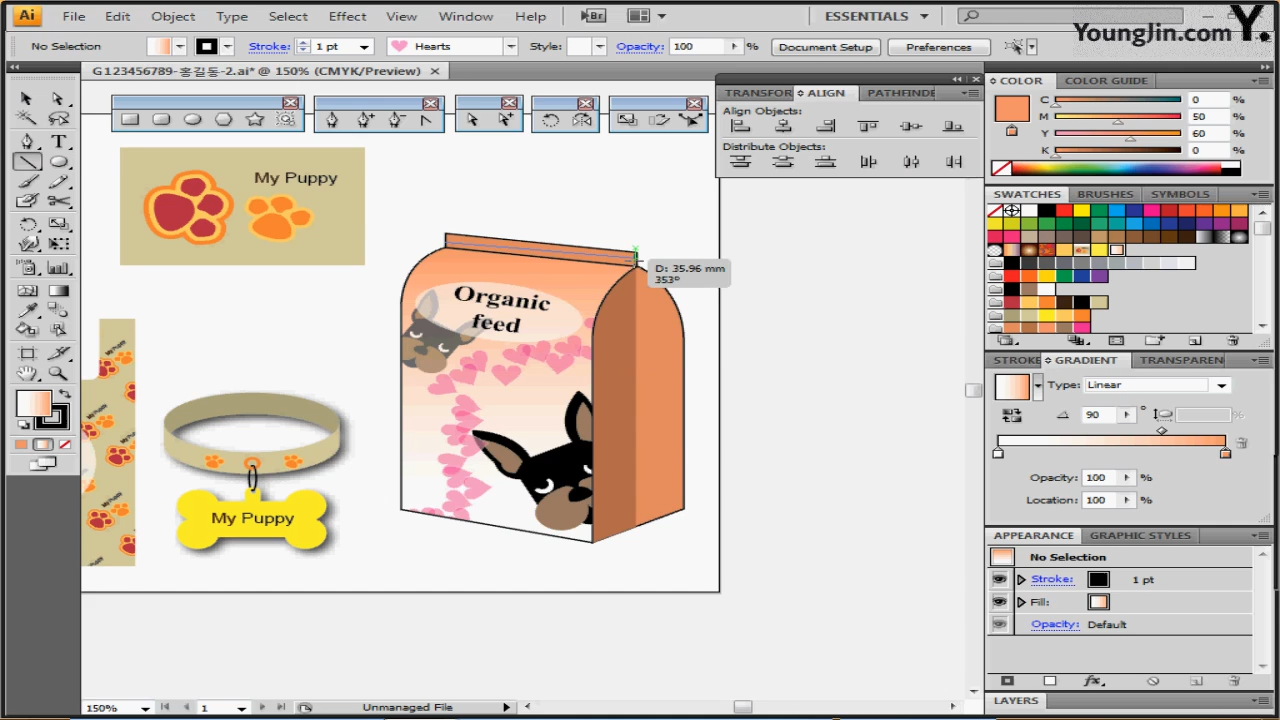 Ai File Edit Object Type Select Effect View Window Help Br ESSENTIALS
YoungJin.com Y.
No Selection Stroke: 1 pt Hearts Style: Opacity: 100 % Document Setup Preferences
G123456789-홍길동-2.ai* @ 150% (CMYK/Preview)
TRANSFOR ALIGN PATHFINDE
Align Objects:
Distribute Objects:
COLOR COLOR GUIDE
C 0 %
M 50 %
Y 60 %
K 0 %
SWATCHES BRUSHES SYMBOLS
My Puppy
D: 35.96 mm
353°
Organic
feed
My Puppy
STROKE GRADIENT TRANSPAREN
Type: Linear
90 °
Opacity: 100 %
Location: 100 %
APPEARANCE GRAPHIC STYLES
No Selection
Stroke: 1 pt
Fill:
Opacity: Default
fx
LAYERS
150% 1 Unmanaged File